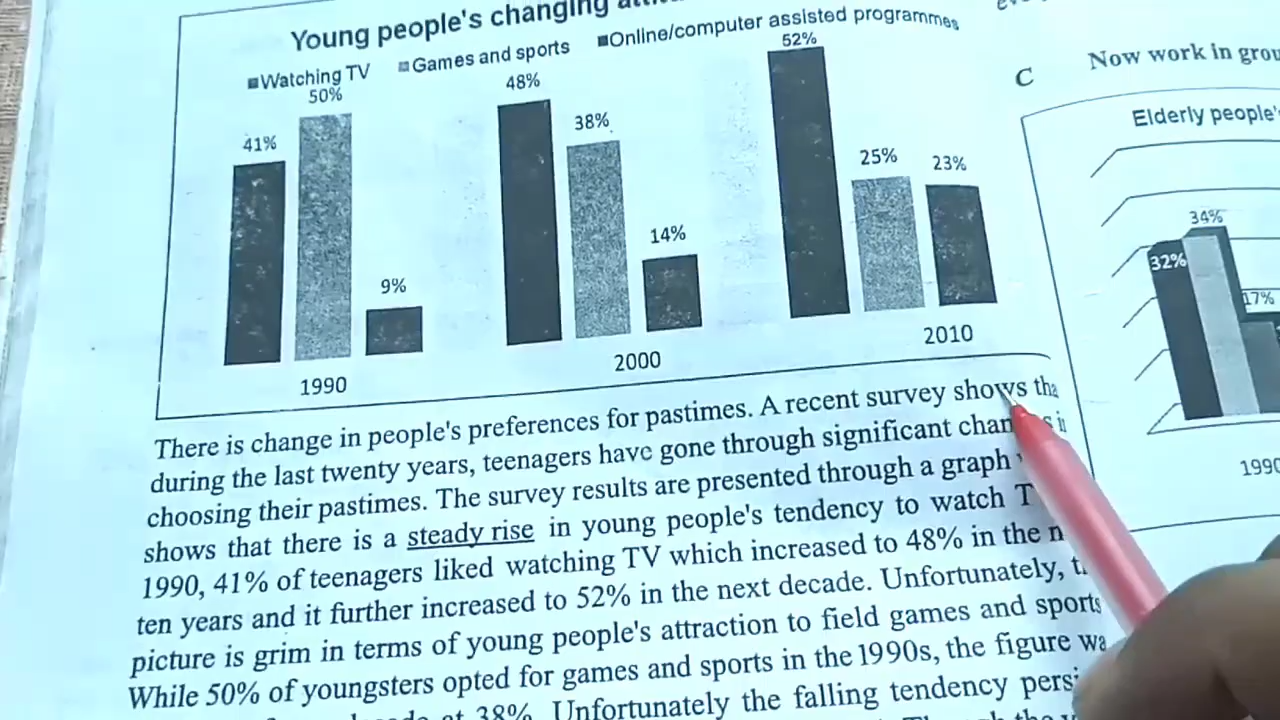 Young people's changing
Watching TV
Games and sports
Online/computer assisted programmes
41%
50%
9%
48%
38%
14%
52%
25%
23%
1990
2000
2010
There is change in people's preferences for pastimes. A recent survey shows
during the last twenty years, teenagers have gone through significant
choosing their pastimes. The survey results are presented through a graph
shows that there is a steady rise in young people's tendency to watch
1990, 41% of teenagers liked watching TV which increased to 48% in the
ten years and it further increased to 52% in the next decade. Unfortunately,
picture is grim in terms of young people's attraction to field games and sports
While 50% of youngsters opted for games and sports in the 1990s, the figure
at 38%. Unfortunately the falling tendency
C
Now work in
Elderly people's
32%
34%
17%
1990